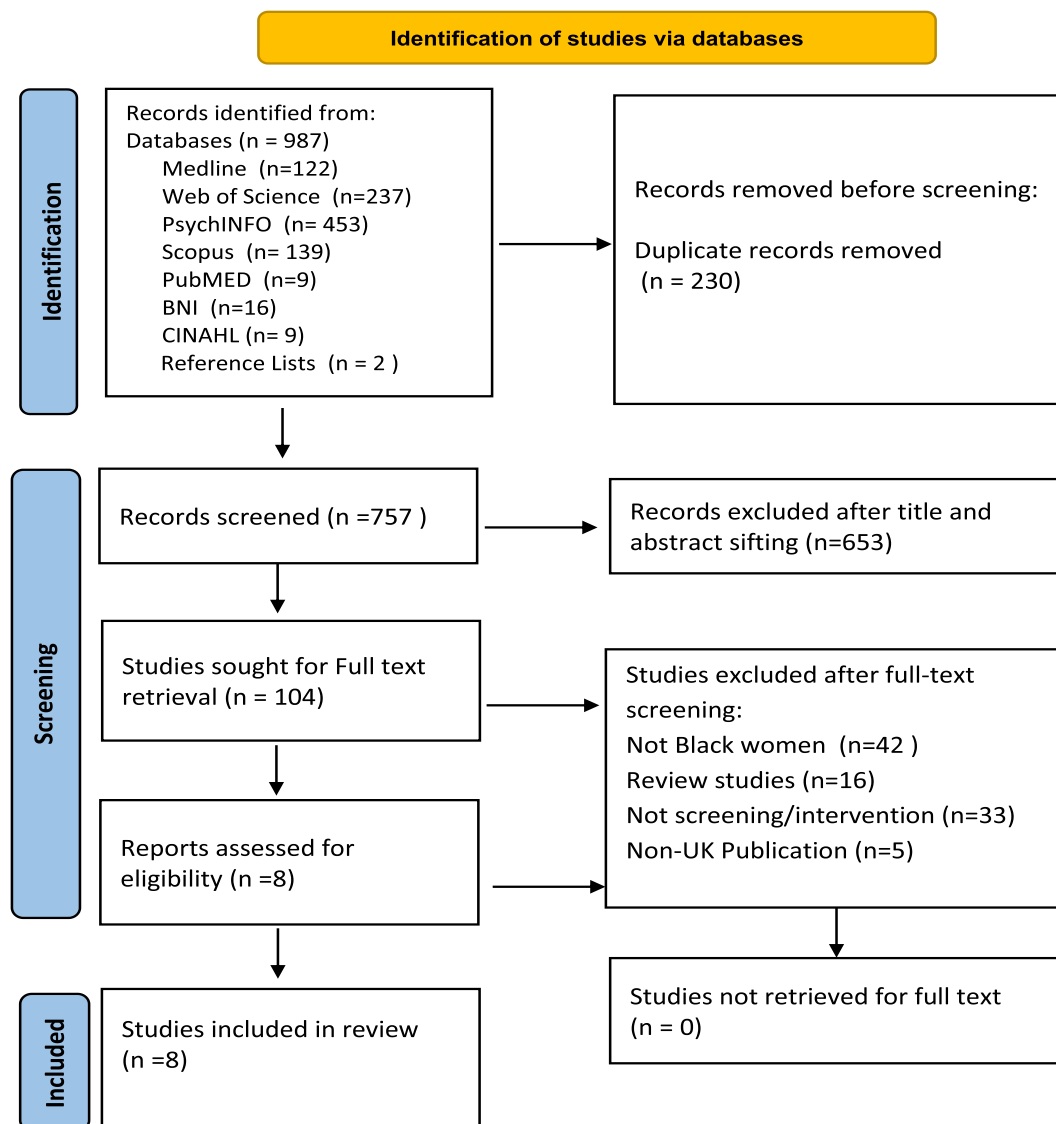 Identification of studies via databases
Identification
Records identified from:
Databases (n = 987)
Medline (n=122)
Web of Science (n=237)
PsychINFO (n= 453)
Scopus (n= 139)
PubMED (n=9)
BNI (n=16)
CINAHL (n= 9)
Reference Lists (n = 2 )
Records removed before screening:
Duplicate records removed
(n = 230)
Screening
Records screened (n =757 )
Records excluded after title and
abstract sifting (n=653)
Studies sought for Full text
retrieval (n = 104)
Studies excluded after full-text
screening:
Not Black women (n=42 )
Review studies (n=16)
Not screening/intervention (n=33)
Non-UK Publication (n=5)
Reports assessed for
eligibility (n =8)
Studies not retrieved for full text
(n = 0)
Included
Studies included in review
(n =8)